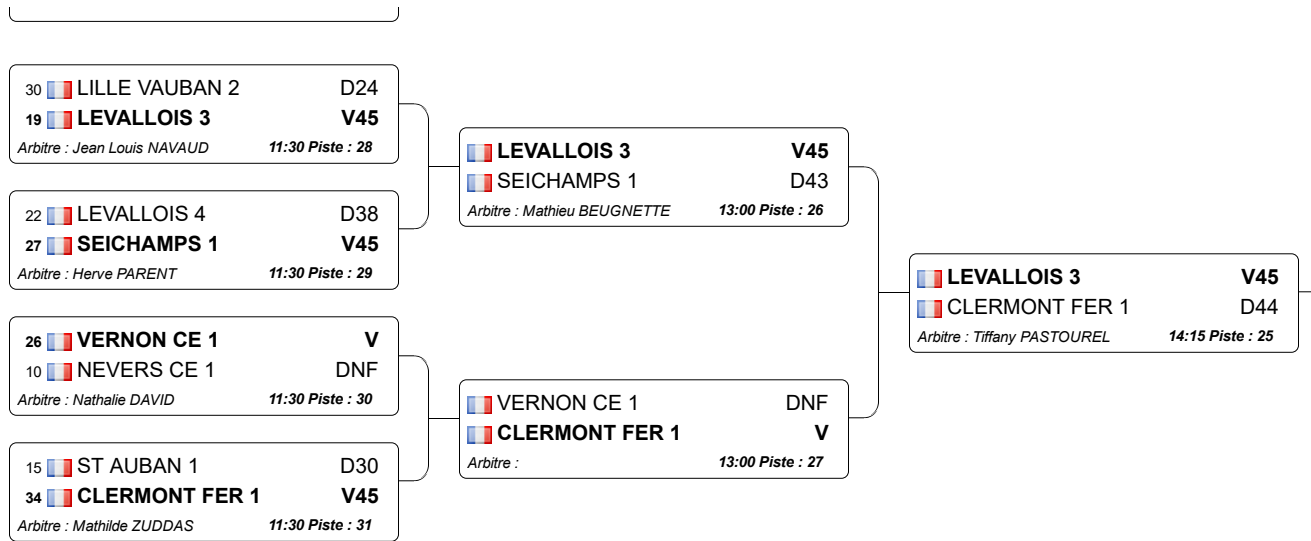 30 LILLE VAUBAN 2 D24
19 LEVALLOIS 3 V45
Arbitre : Jean Louis NAVAUD 11:30 Piste : 28
22 LEVALLOIS 4 D38
27 SEICHAMPS 1 V45
Arbitre : Herve PARENT 11:30 Piste : 29
26 VERNON CE 1 V
10 NEVERS CE 1 DNF
Arbitre : Nathalie DAVID 11:30 Piste : 30
15 ST AUBAN 1 D30
34 CLERMONT FER 1 V45
Arbitre : Mathilde ZUDDAS 11:30 Piste : 31
LEVALLOIS 3 V45
SEICHAMPS 1 D43
Arbitre : Mathieu BEUGNETTE 13:00 Piste : 26
VERNON CE 1 DNF
CLERMONT FER 1 V
Arbitre : 13:00 Piste : 27
LEVALLOIS 3 V45
CLERMONT FER 1 D44
Arbitre : Tiffany PASTOUREL 14:15 Piste : 25